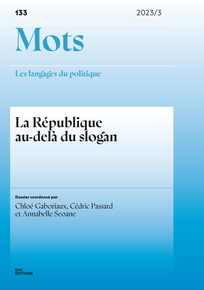 133
2023/3
Mots
Les langages du politique
La République
au-delà du slogan
Dossier coordonné par
Chloé Gaboriaux, Cédric Passard
et Annabelle Seoane
ENS
ÉDITIONS